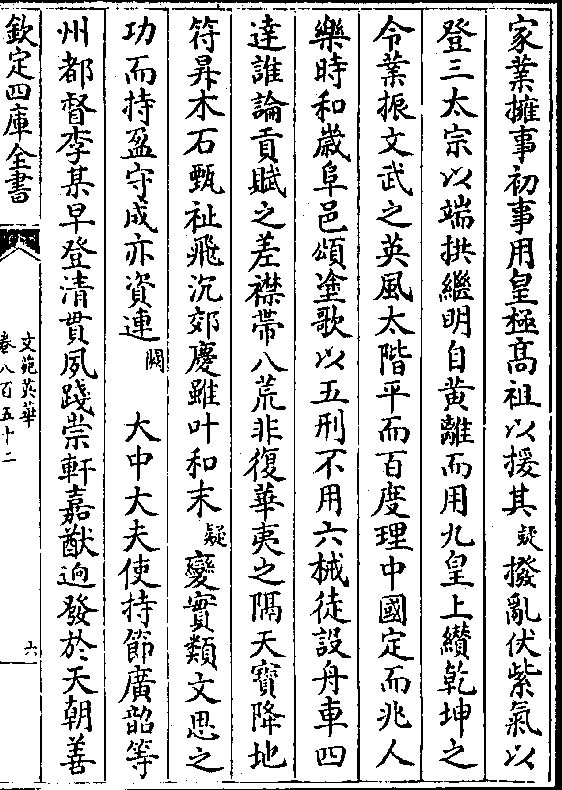 家業擁事初事用皇極高祖以援其疑撥亂伏紫氣以
登三太宗以端拱繼明自黃離而用九皇上纘乾坤之
令業振文武之英風太階平而百度理中國定而兆人
樂時和歲阜邑頌塗歌以五刑不用六械徒設舟車四
達誰論貢賦之差襟帶八荒非復華夷之隔天寶降地
符昇木石甄祉飛沉郊慶雖叶和末疑變實類文思之
功而持盈守成亦資連闕 大中大夫使持節廣韶等
州都督李某早登清貫夙踐崇軒嘉猷逈發於天朝善
欽定四庫全書
文苑英華
卷八百五十二
六